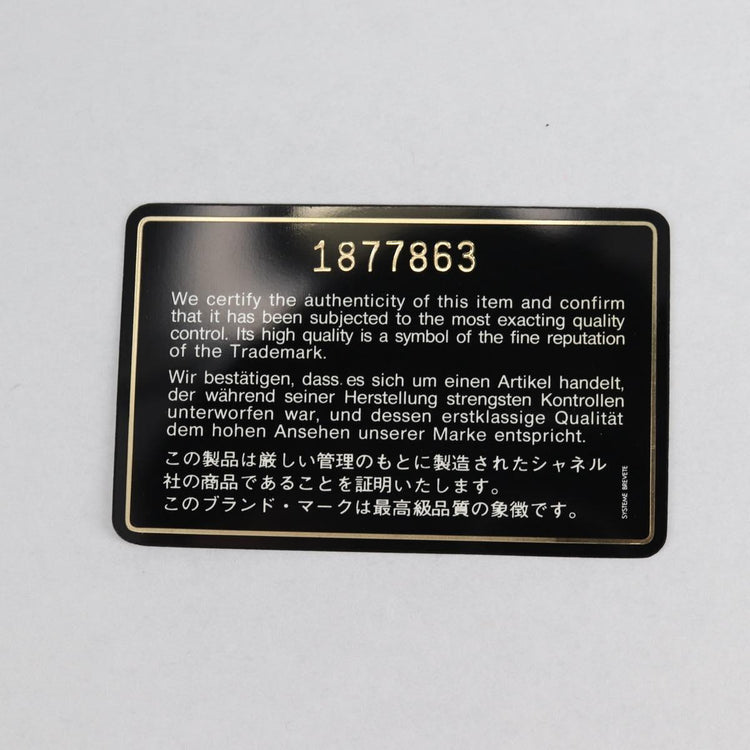 1877863
We certify the authenticity of this item and confirm
that it has been subjected to the most exacting quality
control. Its high quality is a symbol of the fine reputation
of the Trademark.
Wir bestätigen, dass es sich um einen Artikel handelt,
der während seiner Herstellung strengsten Kontrollen
unterworfen war, und dessen erstklassige Qualität
dem hohen Ansehen unserer Marke entspricht.
この製品は厳しい管理のもとに製造されたシャネル
社の商品であることを証明いたします。
このブランド・マークは最高級品質の象徴です。
SYSTEME BREVETE